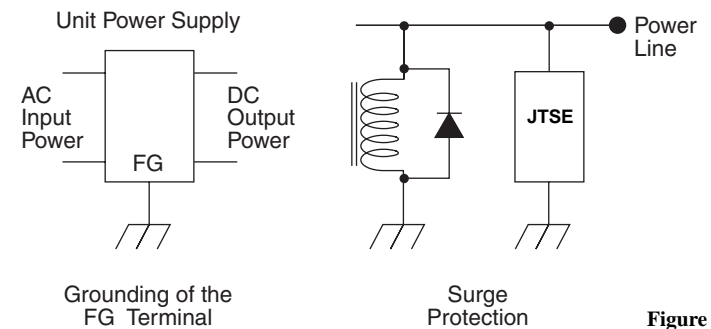 Unit Power Supply
AC
Input
Power
DC
Output
Power
FG
Grounding of the
FG Terminal
Power
Line
JTSE
Surge
Protection
Figure